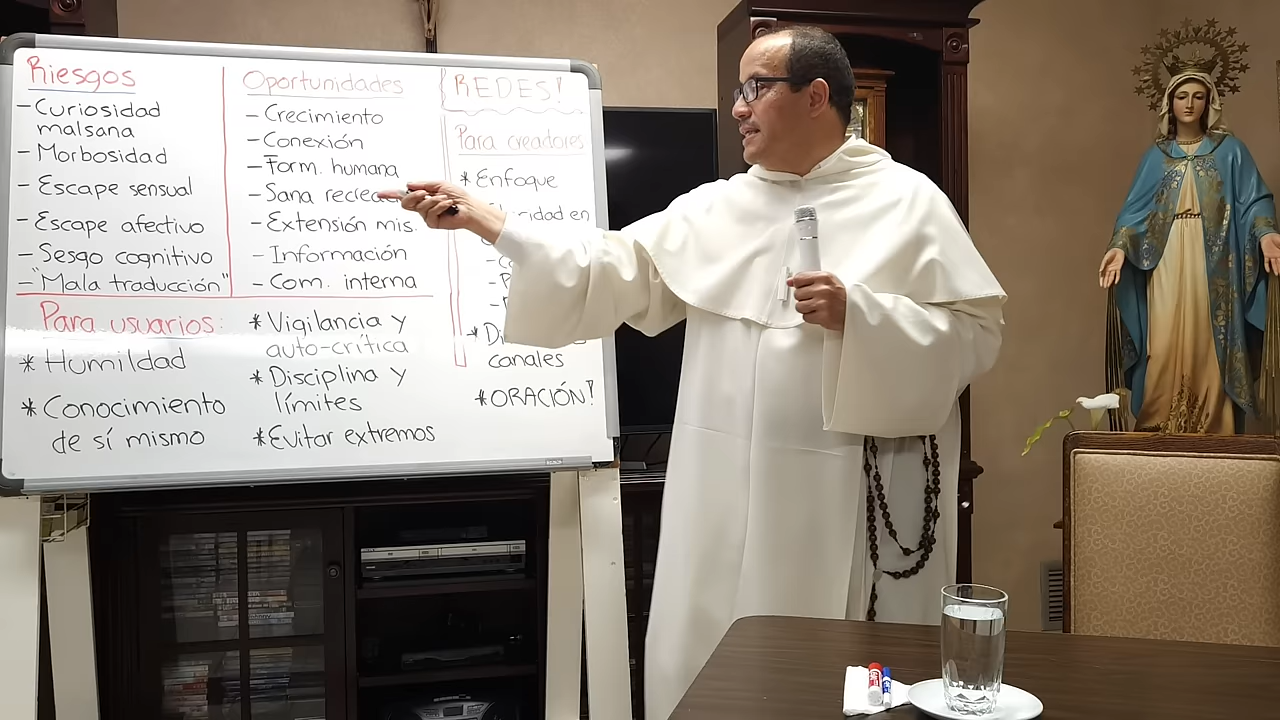 Riesgos
- Curiosidad
malsana
- Morbosidad
- Escape sensual
- Escape afectivo
- Sesgo cognitivo
- "Mala traducción"
Oportunidades
- Crecimiento
- Conexión
- Form. humana
- Sana
- Extensión mis.
- Información
- Com. interna
REDES!
Para creadores
* Enfoque
en
*
canales
* ORACIÓN!
Para usuarios:
* Humildad
* Conocimiento
de sí mismo
* Vigilancia y
auto-crítica
* Disciplina y
límites
* Evitar extremos